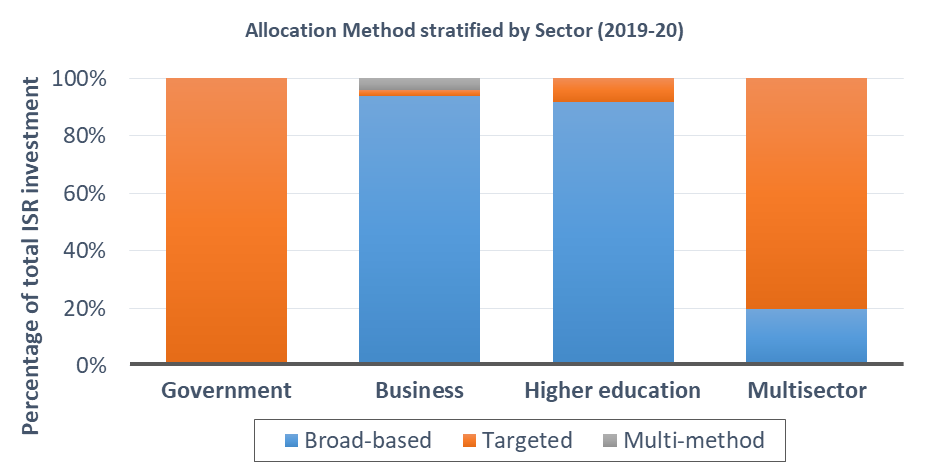 Allocation Method stratified by Sector (2019-20)
Percentage of total ISR investment
100%
80%
60%
40%
20%
0%
Government Business Higher education Multisector
Broad-based Targeted Multi-method